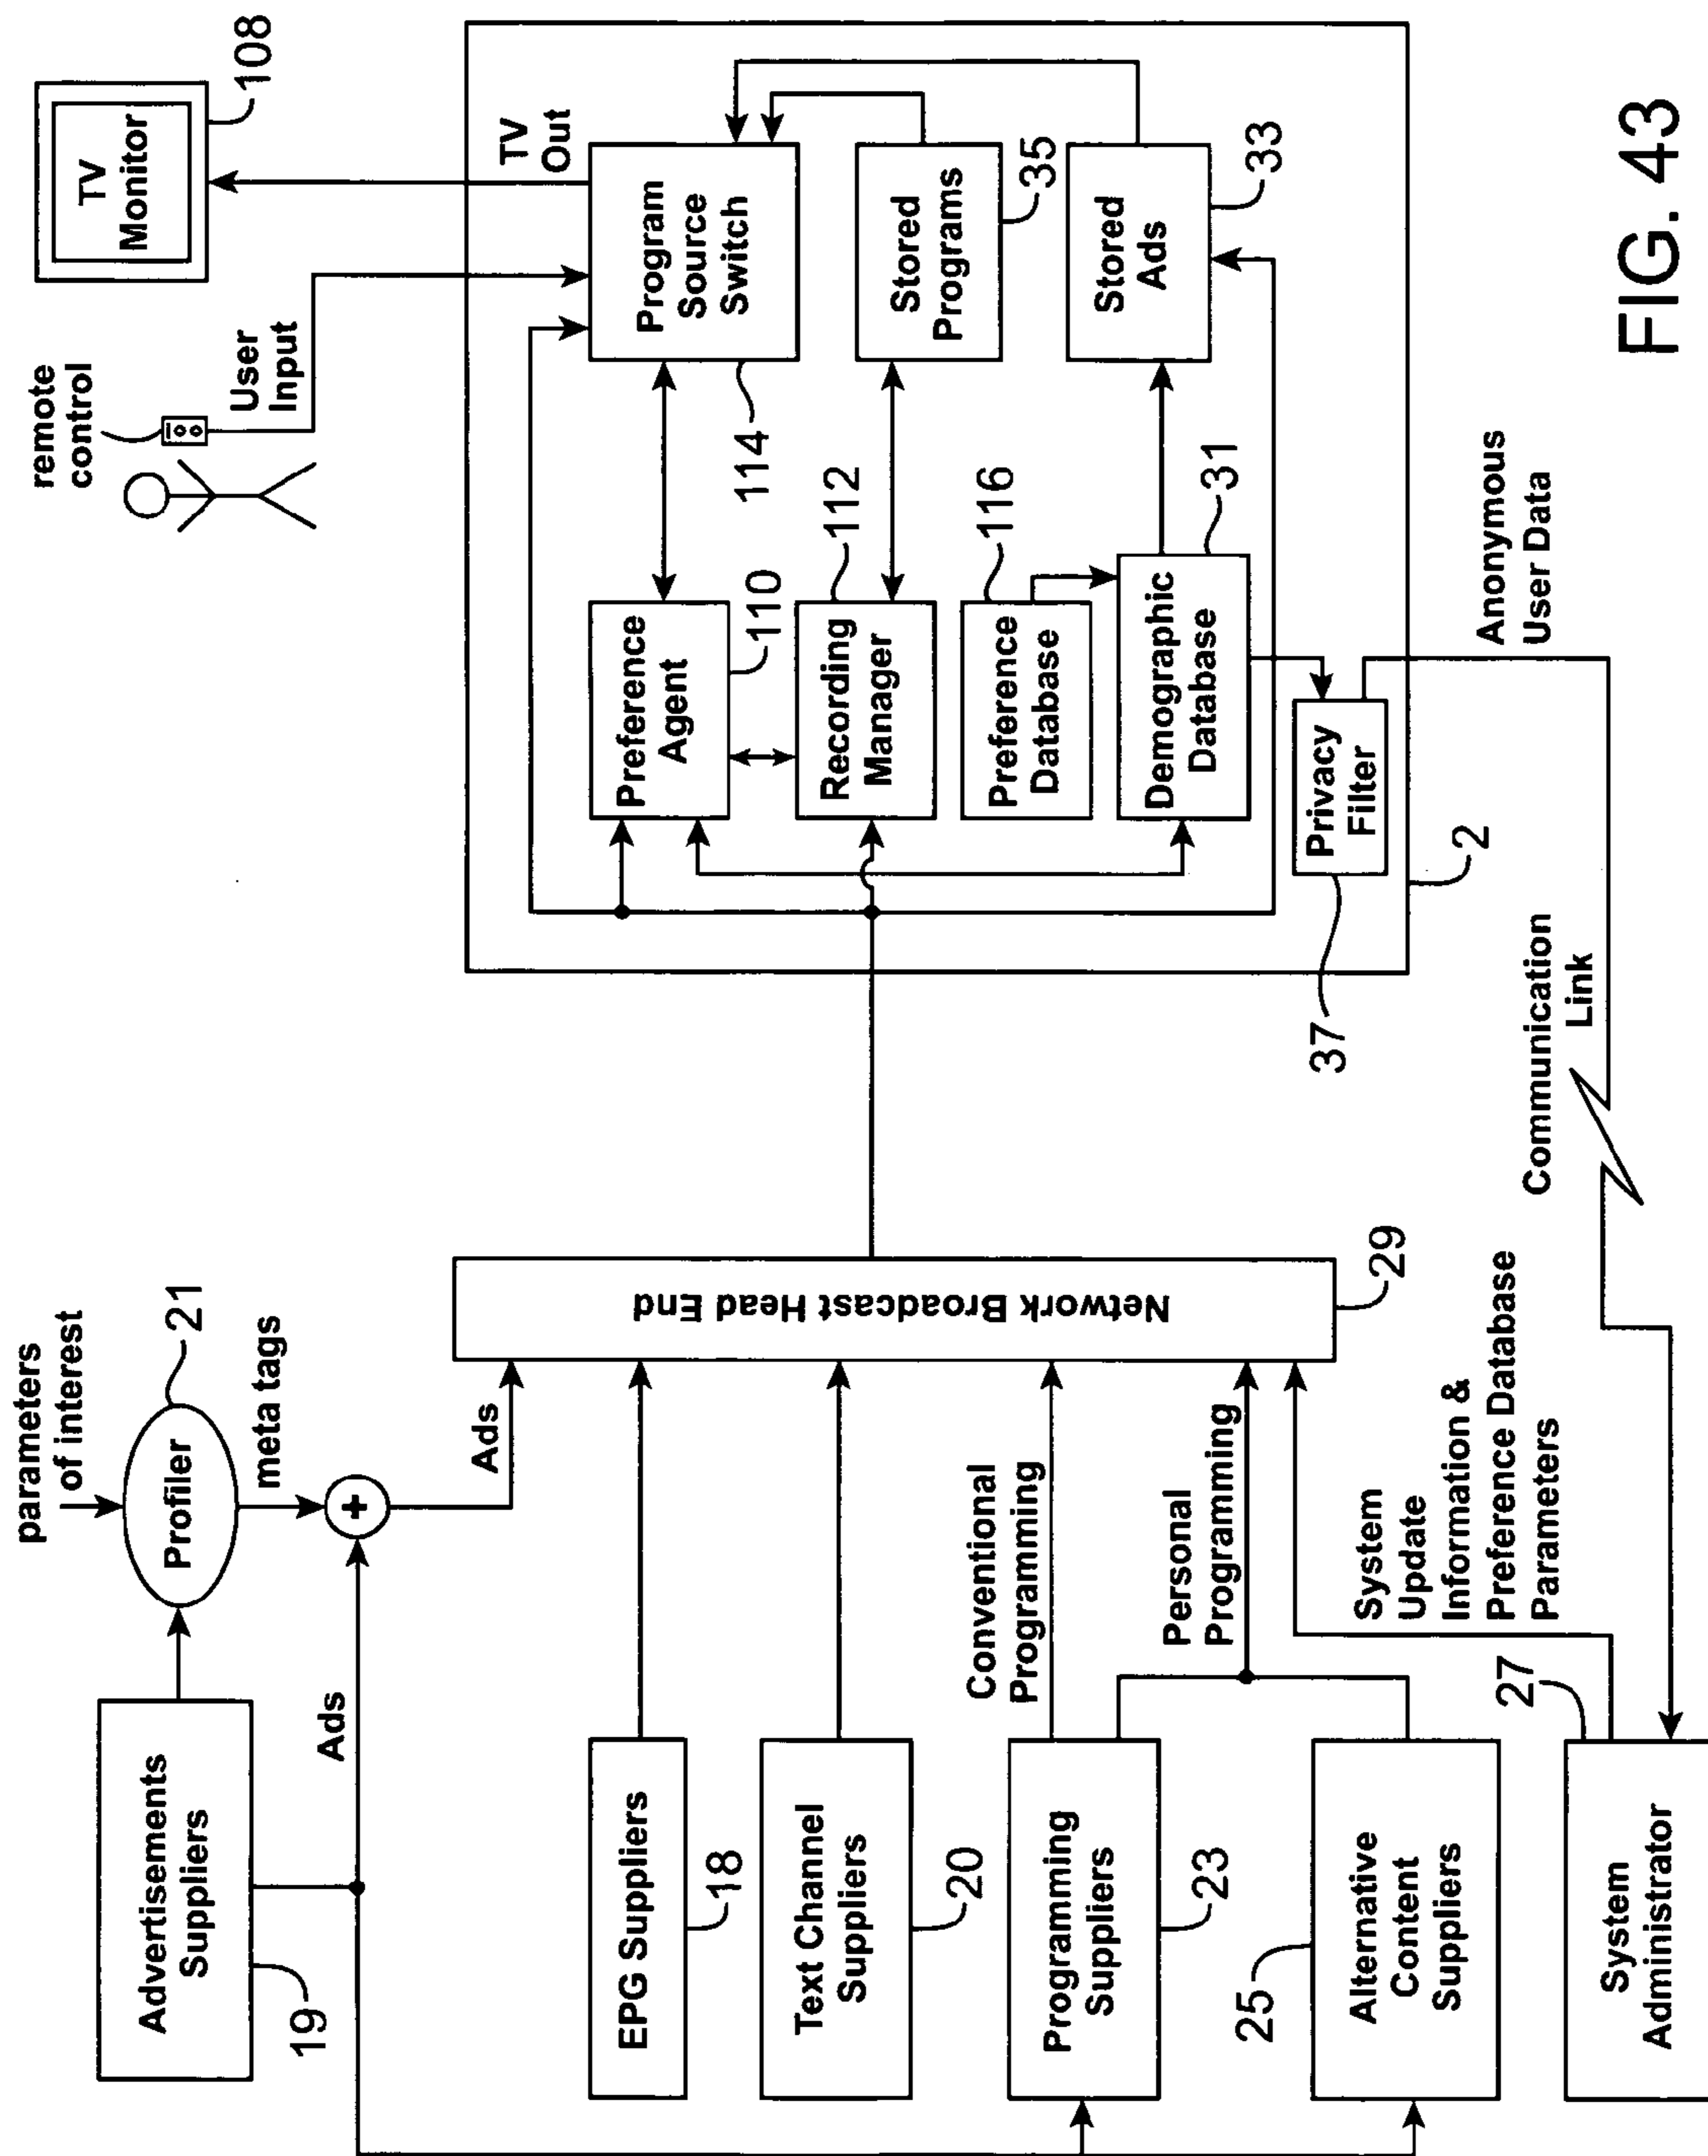 parameters
of interest
Advertisements
Suppliers
19
Profiler
21
meta tags
+
Ads
Ads
EPG Suppliers
18
Text Channel
Suppliers
20
Programming
Suppliers
23
Conventional
Programming
Personal
Programming
Alternative
Content
Suppliers
25
System
Administrator
27
System
Update
Information &
Preference Database
Parameters
Network Broadcast Head End
29
remote
control
User
Input
TV
Monitor
108
TV
Out
Preference
Agent
110
Program
Source
Switch
114
Recording
Manager
112
Stored
Programs
35
Preference
Database
116
Demographic
Database
31
Stored
Ads
33
Privacy
Filter
37
2
Anonymous
User Data
Communication
Link
FIG. 43